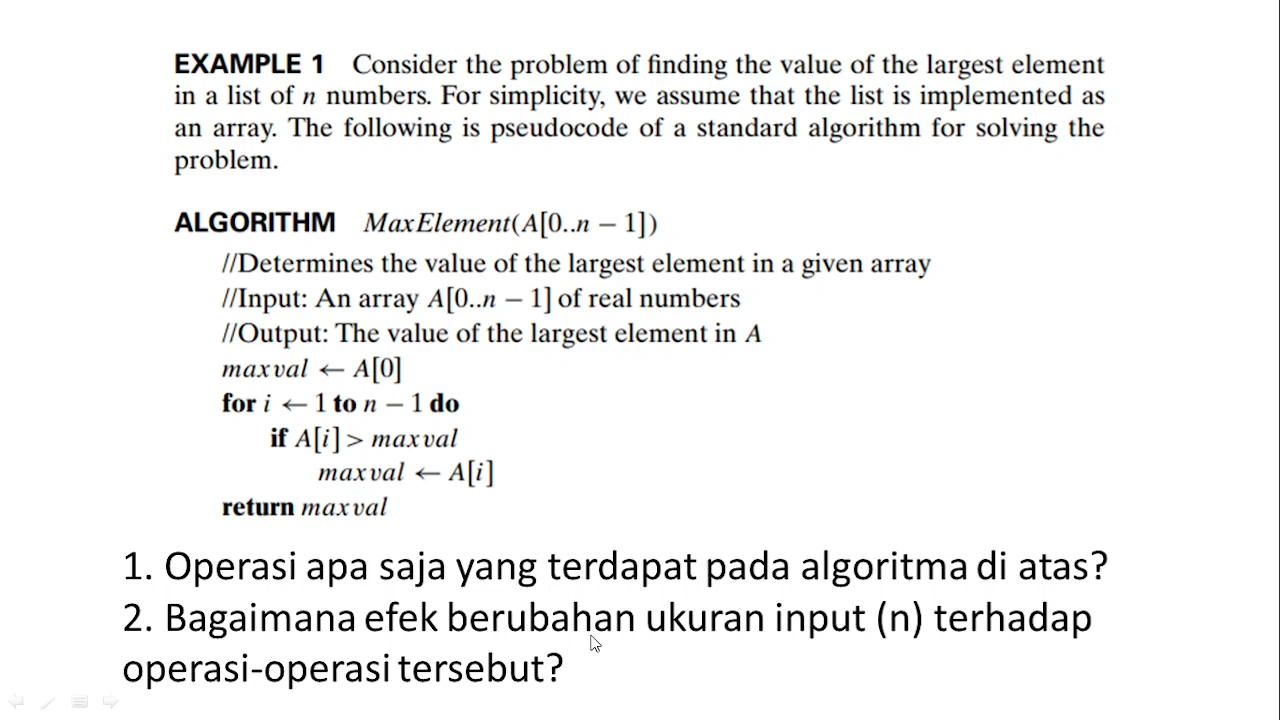 EXAMPLE 1 Consider the problem of finding the value of the largest element
in a list of n numbers. For simplicity, we assume that the list is implemented as
an array. The following is pseudocode of a standard algorithm for solving the
problem.
ALGORITHM MaxElement(A[0..n − 1])
//Determines the value of the largest element in a given array
//Input: An array A[0..n − 1] of real numbers
//Output: The value of the largest element in A
maxval ← A[0]
for i ← 1 to n − 1 do
if A[i] > maxval
maxval ← A[i]
return maxval
1. Operasi apa saja yang terdapat pada algoritma di atas?
2. Bagaimana efek berubahan ukuran input (n) terhadap
operasi-operasi tersebut?